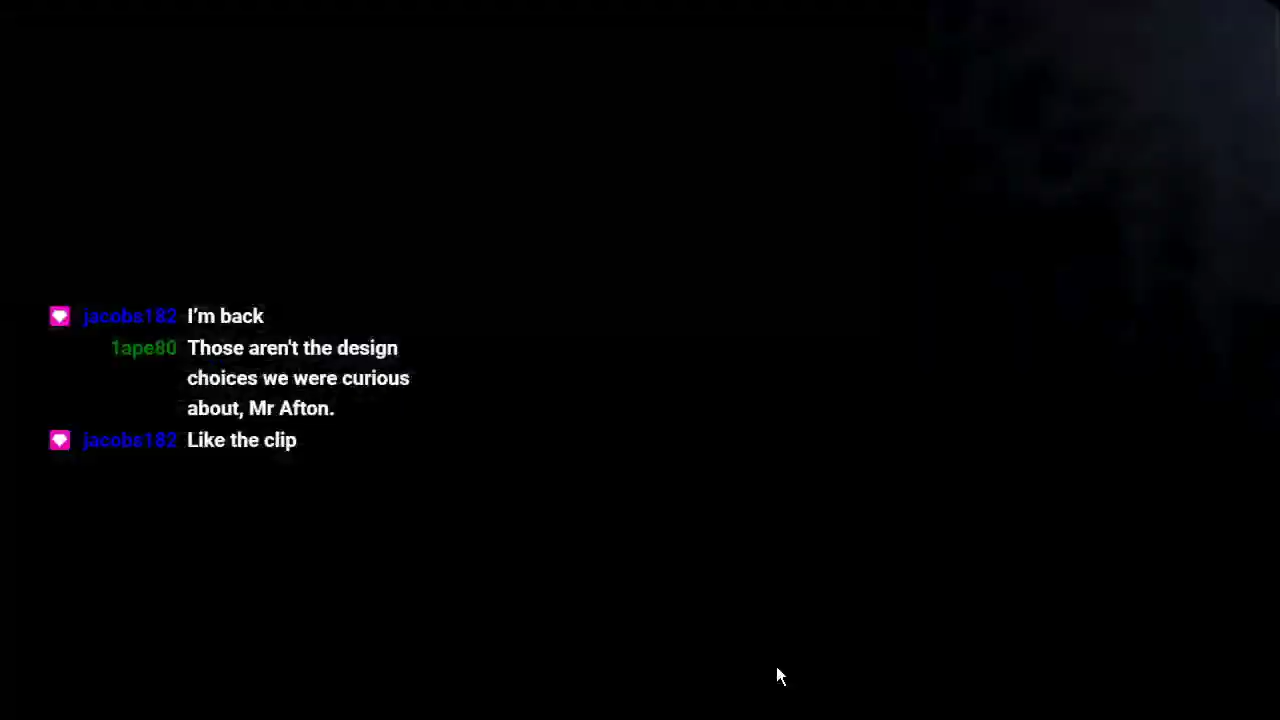 jacobs182 I'm back
1ape80 Those aren't the design
choices we were curious
about, Mr Afton.
jacobs182 Like the clip